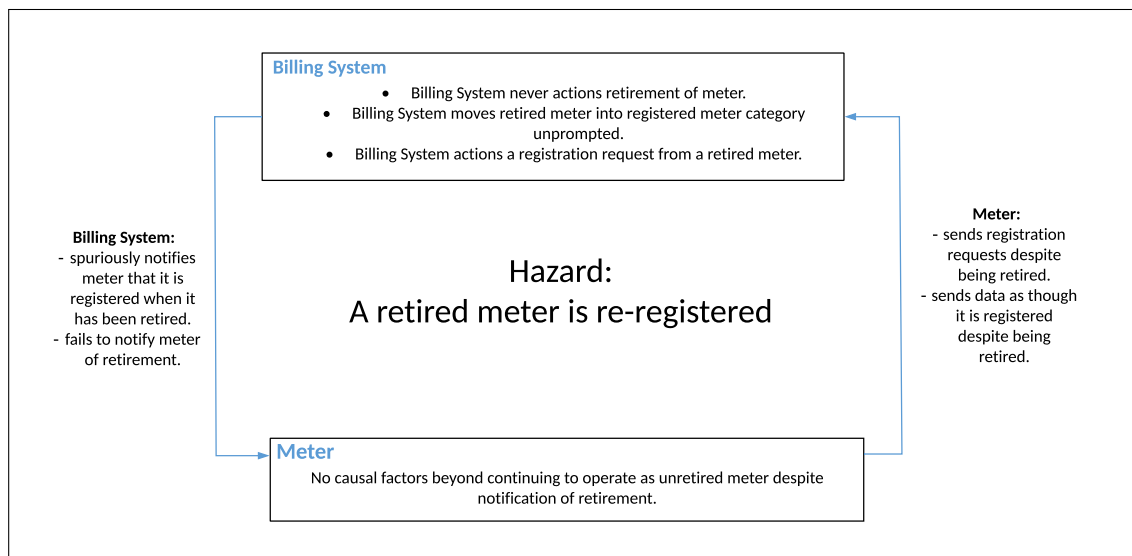 Billing System
• Billing System never actions retirement of meter.
• Billing System moves retired meter into registered meter category
unprompted.
• Billing System actions a registration request from a retired meter.
Billing System:
- spuriously notifies
meter that it is
registered when it
has been retired.
- fails to notify meter
of retirement.
Hazard:
A retired meter is re-registered
Meter:
- sends registration
requests despite
being retired.
- sends data as though
it is registered
despite being
retired.
Meter
No causal factors beyond continuing to operate as unretired meter despite
notification of retirement.